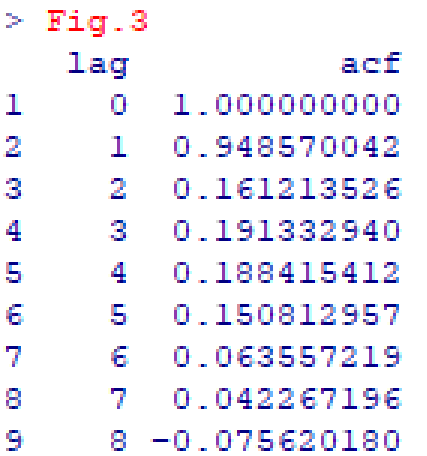 > Fig.3
lag acf
1 0 1.000000000
2 1 0.948570042
3 2 0.161213526
4 3 0.191332940
5 4 0.188415412
6 5 0.150812957
7 6 0.063557219
8 7 0.042267196
9 8 -0.075620180